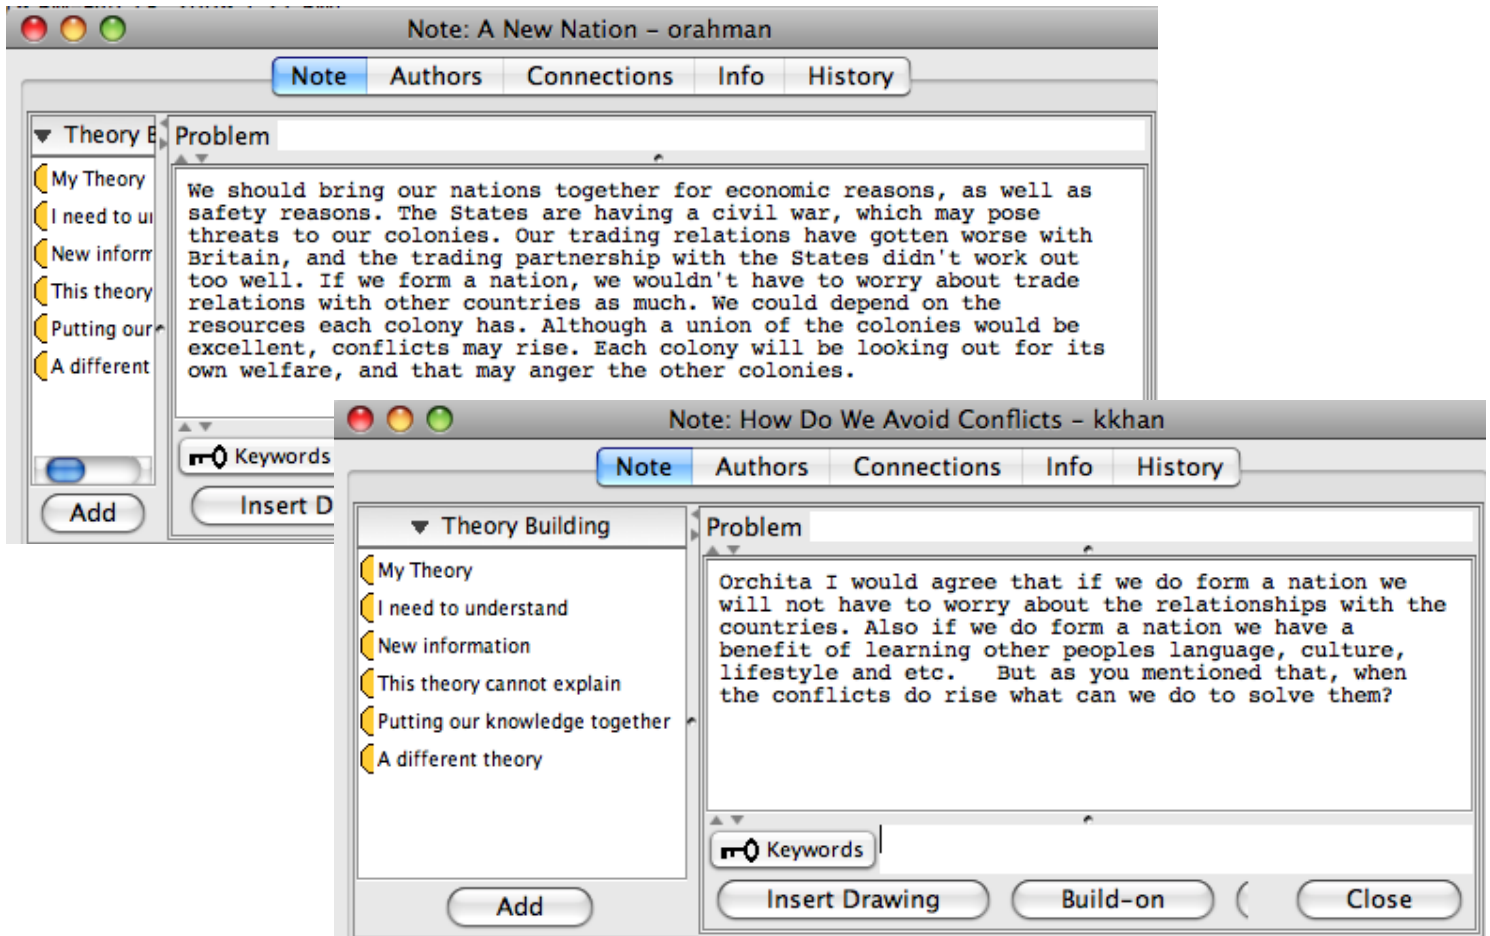 Note: A New Nation – orahman
Note Authors Connections Info History
Theory B
My Theory
I need to u
New inform
This theory
Putting our
A different
Add
Problem
We should bring our nations together for economic reasons, as well as
safety reasons. The States are having a civil war, which may pose
threats to our colonies. Our trading relations have gotten worse with
Britain, and the trading partnership with the States didn't work out
too well. If we form a nation, we wouldn't have to worry about trade
relations with other countries as much. We could depend on the
resources each colony has. Although a union of the colonies would be
excellent, conflicts may rise. Each colony will be looking out for its
own welfare, and that may anger the other colonies.
Keywords
Insert D
Note: How Do We Avoid Conflicts – kkhan
Note Authors Connections Info History
Theory Building
My Theory
I need to understand
New information
This theory cannot explain
Putting our knowledge together
A different theory
Add
Problem
Orchita I would agree that if we do form a nation we
will not have to worry about the relationships with the
countries. Also if we do form a nation we have a
benefit of learning other peoples language, culture,
lifestyle and etc. But as you mentioned that, when
the conflicts do rise what can we do to solve them?
Keywords
Insert Drawing Build-on Close